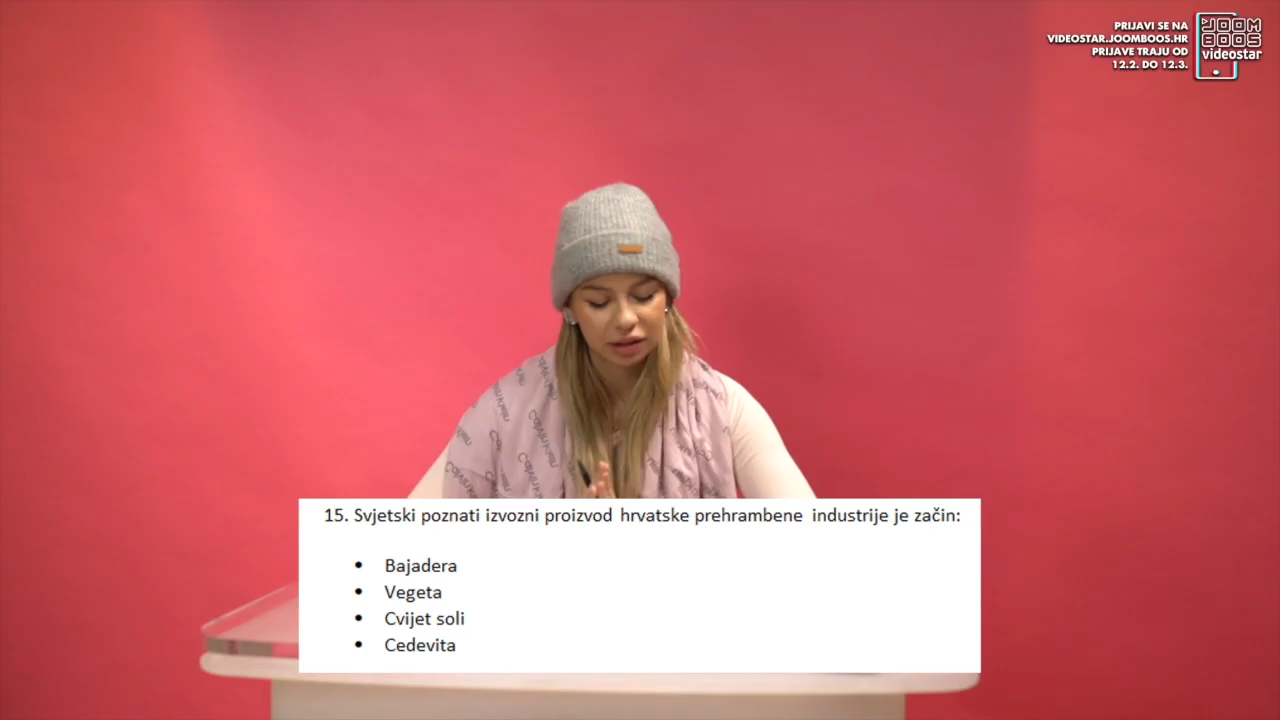 PRIJAVI SE NA
VIDEOSTAR.JOOMBOOS.HR
PRIJAVE TRAJU OD
12.2. DO 12.3.
JOOM
BOOS
videostar
15. Svjetski poznati izvozni proizvod hrvatske prehrambene industrije je začin:
• Bajadera
• Vegeta
• Cvijet soli
• Cedevita